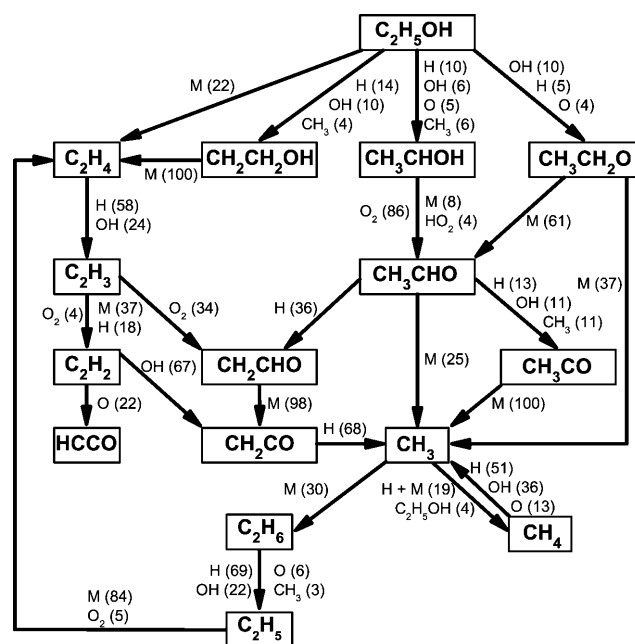 C2H5OH
M (22)
H (14)
OH (10)
CH3 (4)
H (10)
OH (6)
O (5)
CH3 (6)
OH (10)
H (5)
O (4)
C2H4
M (100)
CH2CH2OH
CH3CHOH
CH3CH2O
H (58)
OH (24)
O2 (86)
M (8)
HO2 (4)
M (61)
C2H3
CH3CHO
M (37)
O2 (4)
M (37)
H (18)
O2 (34)
H (36)
H (13)
OH (11)
CH3 (11)
C2H2
OH (67)
CH2CHO
M (25)
CH3CO
O (22)
M (98)
M (100)
HCCO
CH2CO
H (68)
CH3
M (30)
H + M (19)
C2H5OH (4)
H (51)
OH (36)
O (13)
C2H6
CH4
H (69)
OH (22)
O (6)
CH3 (3)
M (84)
O2 (5)
C2H5